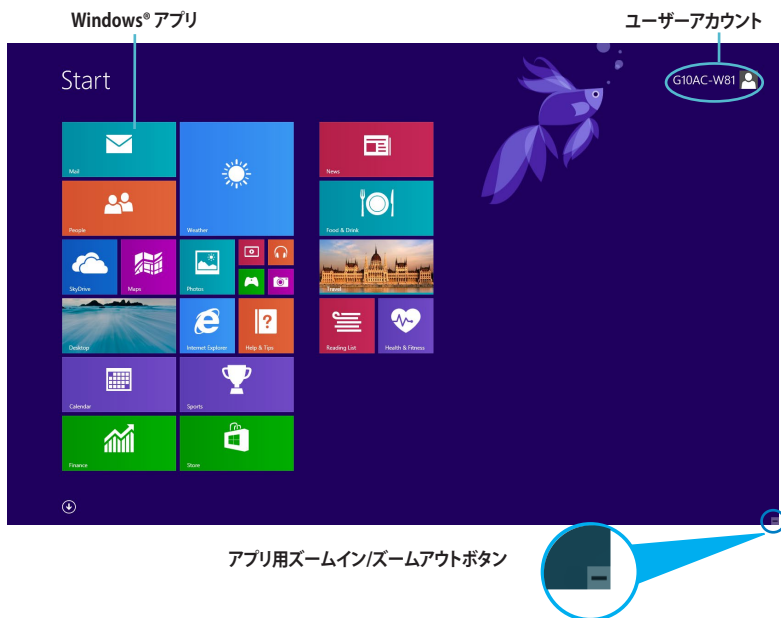 Windows® アプリ
ユーザーアカウント
Start
G10AC-W81
Mail
Weather
News
People
Food & Drink
SkyDrive
Maps
Photos
Travel
Desktop
Internet Explorer
Help & Tips
Reading List
Health & Fitness
Calendar
Sports
Finance
Store
アプリ用ズームイン/ズームアウトボタン